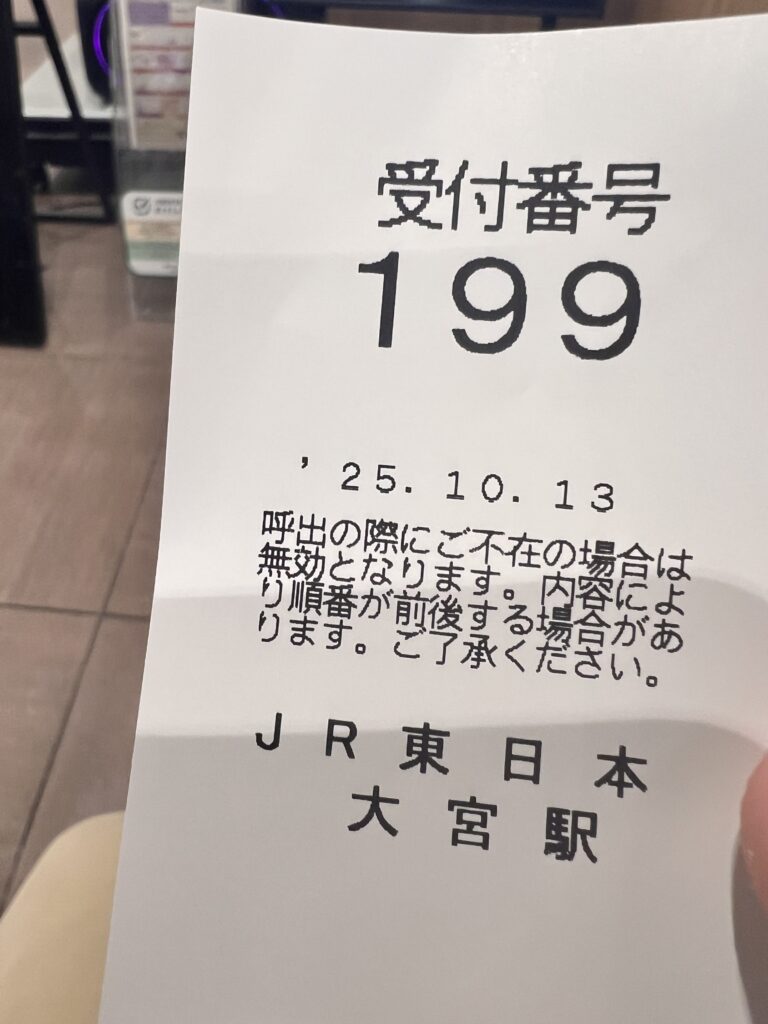 受付番号
199
'25.10.13
呼出の際にご不在の場合は
無効となります。内容によ
り順番が前後する場合があ
ります。ご了承ください。
JR東日本
大宮駅